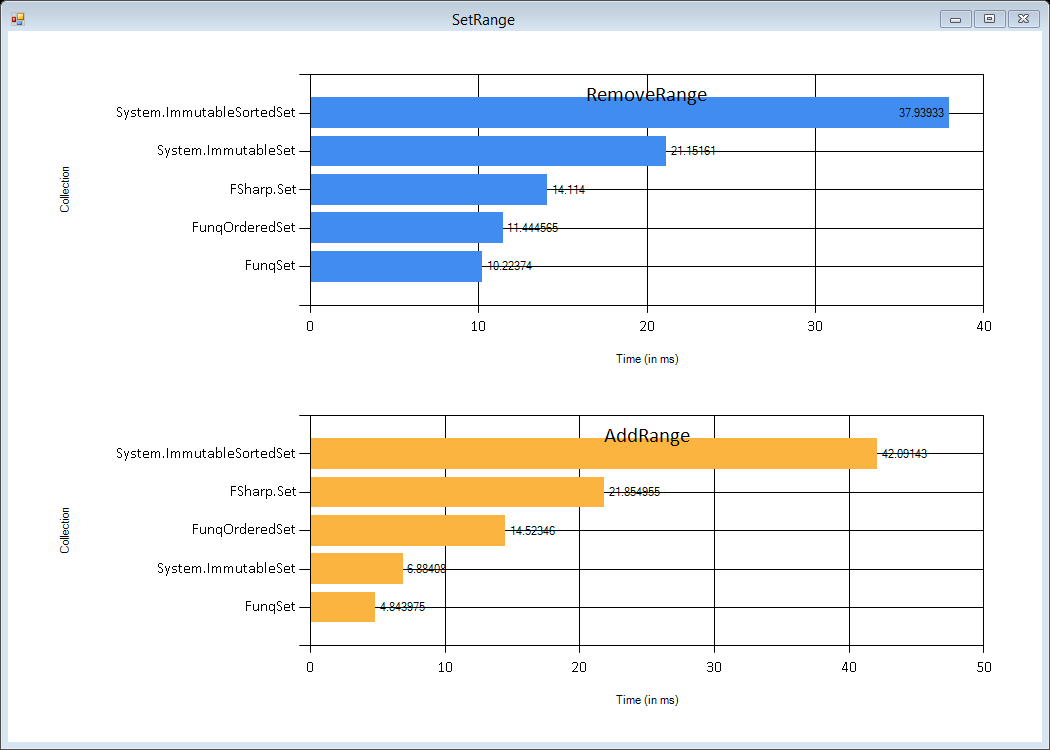 SetRange
RemoveRange
System.ImmutableSortedSet
37.93933
System.ImmutableSet
21.15161
FSharp.Set
14.114
FunqOrderedSet
11.444565
FunqSet
10.22374
Collection
0 10 20 30 40
Time (in ms)
AddRange
System.ImmutableSortedSet
42.09143
FSharp.Set
21.854955
FunqOrderedSet
14.52346
System.ImmutableSet
6.88408
FunqSet
4.843975
Collection
0 10 20 30 40 50
Time (in ms)